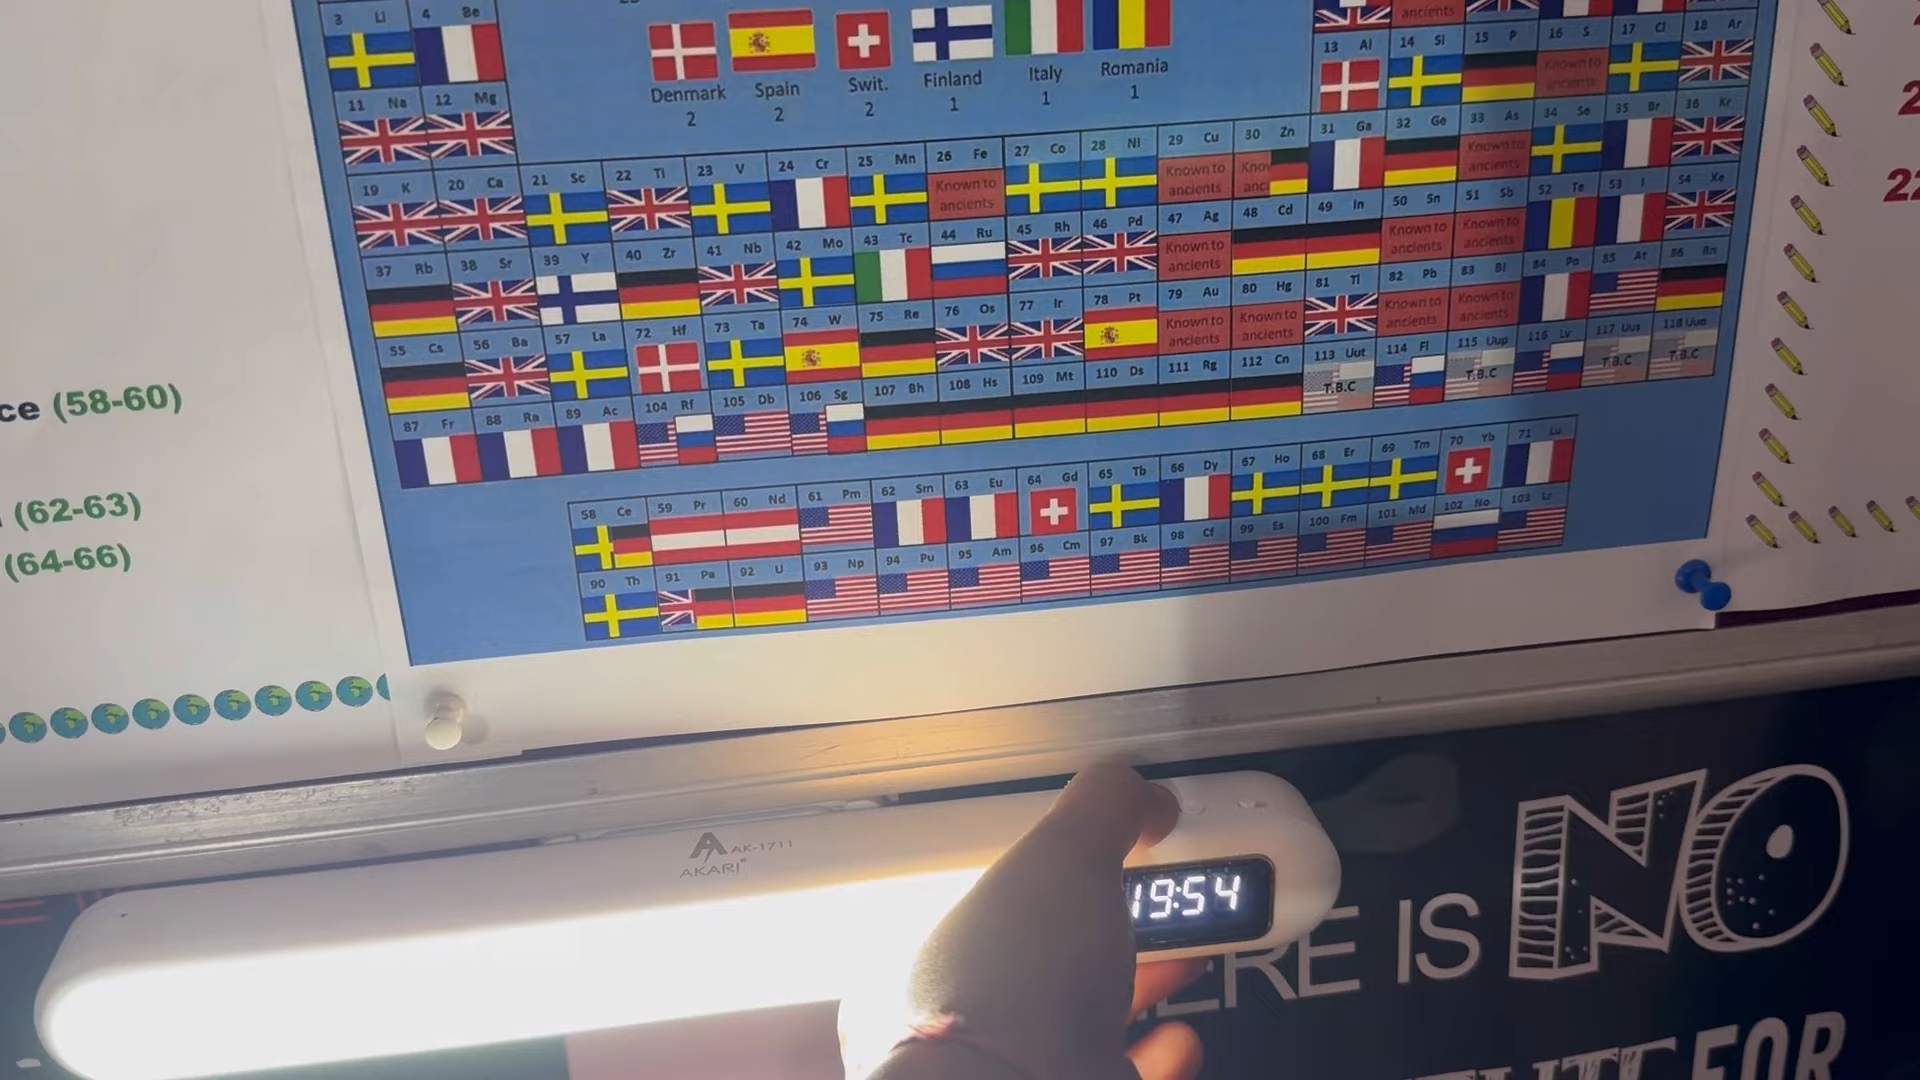 3 Li 4 Be
ancients
13 Al 14 Si 15 P 16 S 17 Cl 18 Ar
Known to
ancients
Denmark Spain Swit. Finland Italy Romania
2 2 2 1 1 1
11 Na 12 Mg
19 K 20 Ca 21 Sc 22 Ti 23 V 24 Cr 25 Mn 26 Fe 27 Co 28 Ni 29 Cu 30 Zn 31 Ga 32 Ge 33 As 34 Se 35 Br 36 Kr
Known to ancients
Known to ancients
Known to ancients
37 Rb 38 Sr 39 Y 40 Zr 41 Nb 42 Mo 43 Tc 44 Ru 45 Rh 46 Pd 47 Ag 48 Cd 49 In 50 Sn 51 Sb 52 Te 53 I 54 Xe
Known to ancients
Known to ancients
Known to ancients
55 Cs 56 Ba 57 La 72 Hf 73 Ta 74 W 75 Re 76 Os 77 Ir 78 Pt 79 Au 80 Hg 81 Tl 82 Pb 83 Bi 84 Po 85 At 86 Rn
Known to ancients
Known to ancients
Known to ancients
Known to ancients
87 Fr 88 Ra 89 Ac 104 Rf 105 Db 106 Sg 107 Bh 108 Hs 109 Mt 110 Ds 111 Rg 112 Cn 113 Uut 114 Fl 115 Uup 116 Lv 117 Uus 118 Uuo
T.B.C T.B.C T.B.C T.B.C
58 Ce 59 Pr 60 Nd 61 Pm 62 Sm 63 Eu 64 Gd 65 Tb 66 Dy 67 Ho 68 Er 69 Tm 70 Yb 71 Lu
90 Th 91 Pa 92 U 93 Np 94 Pu 95 Am 96 Cm 97 Bk 98 Cf 99 Es 100 Fm 101 Md 102 No 103 Lr
ce (58-60)
(62-63)
(64-66)
2
22
AK-1711
AKARI
19:54
ERE IS NO
FOR